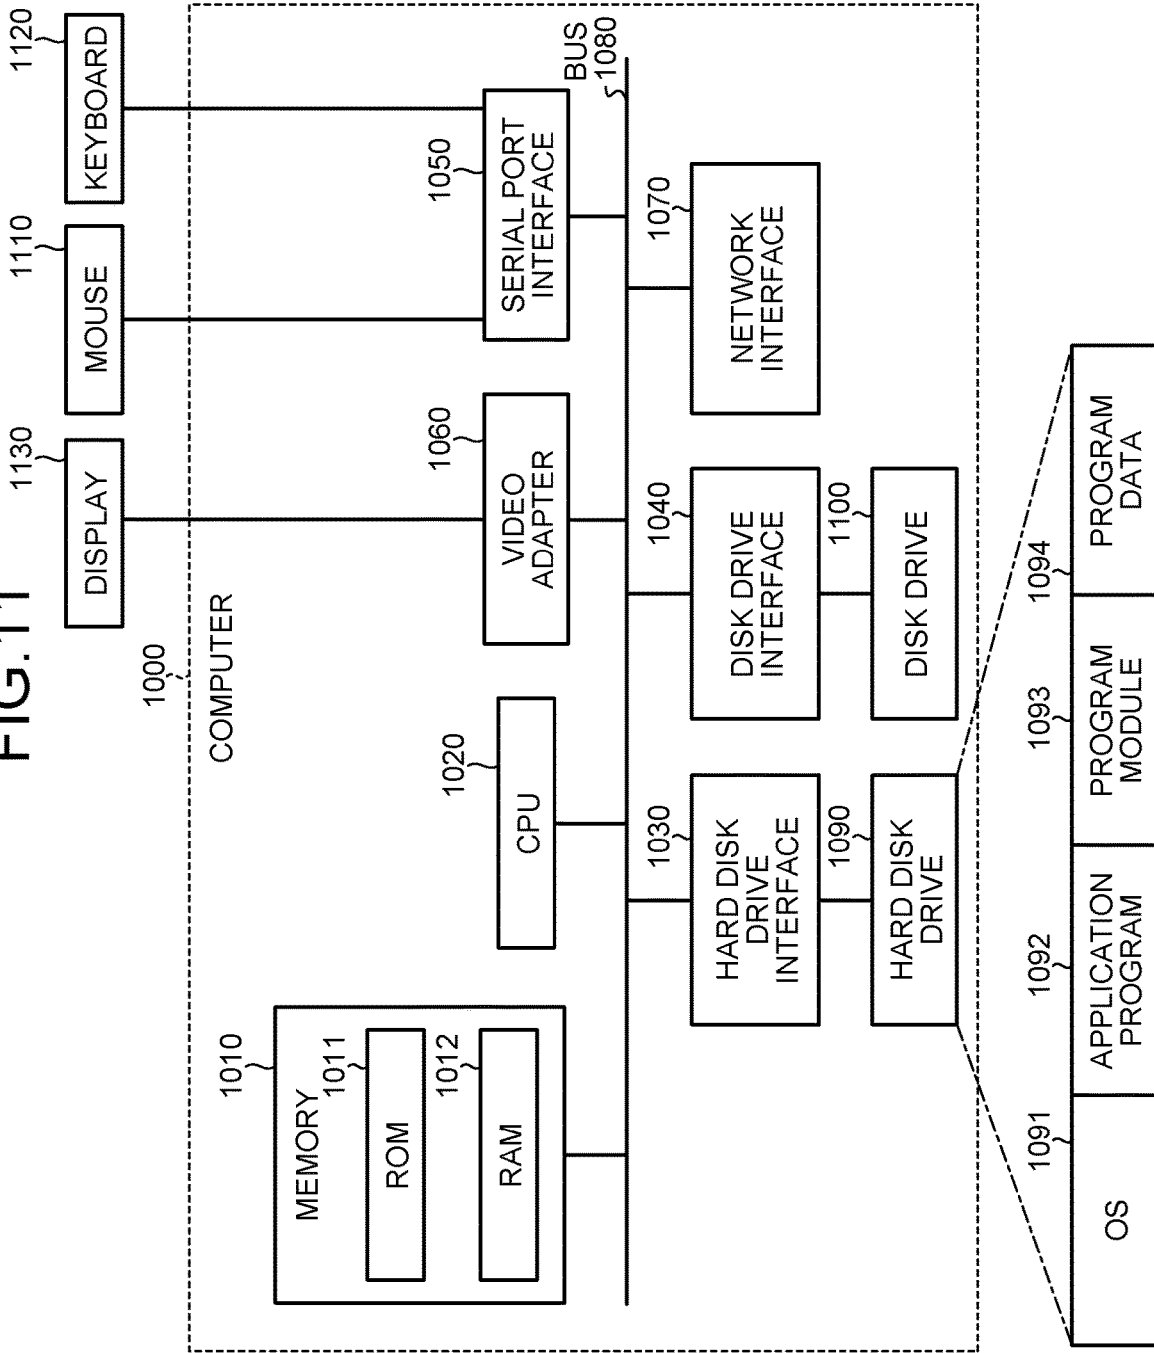 FIG.11
1000
COMPUTER
1010
MEMORY
1011
ROM
1012
RAM
1020
CPU
1130
DISPLAY
1110
MOUSE
1120
KEYBOARD
1060
VIDEO
ADAPTER
1050
SERIAL PORT
INTERFACE
BUS
1080
1030
HARD DISK
DRIVE
INTERFACE
1040
DISK DRIVE
INTERFACE
1070
NETWORK
INTERFACE
1090
HARD DISK
DRIVE
1100
DISK DRIVE
1091
OS
1092
APPLICATION
PROGRAM
1093
PROGRAM
MODULE
1094
PROGRAM
DATA